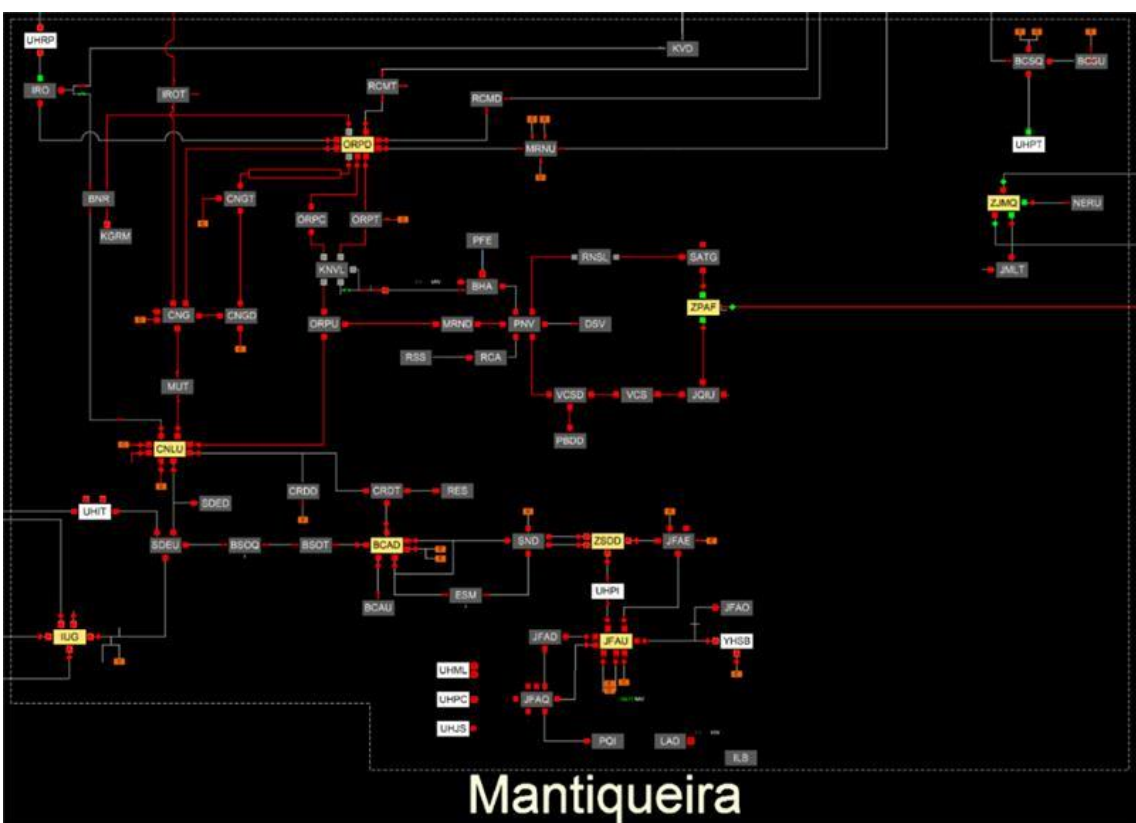 UHRP
KVD
BCSQ
BCGU
IRO
IROT
RCMT
RCMD
ORPD
MRNU
UHPT
BNR
CNGT
ORPC
ORPT
ZJMQ
NERU
KGRM
PFE
KNVL
BHA
RNSL
SATG
JMLT
ZPAF
CNG
CNGD
ORPU
MRND
PNV
DSV
RSS
RCA
MUT
VCSD
VCS
JQIU
PBDD
CNLU
CRDD
CRDT
RES
SDED
UHIT
SDEU
BSOQ
BSOT
BCAD
SND
ZSDD
JFAE
UHPI
ESM
BCAU
JFAO
IUG
JFAD
JFAU
YHSB
UHML
UHPC
JFAQ
UHJS
PQI
LAD
ILB
Mantiqueira